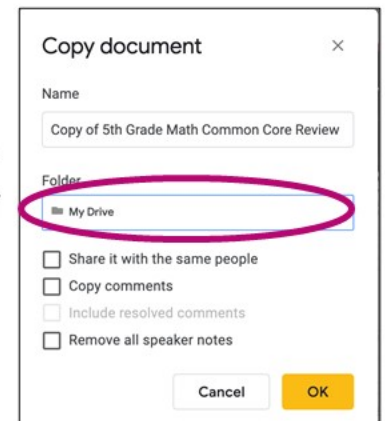 Copy document
Name
Copy of 5th Grade Math Common Core Review
Folder
My Drive
Share it with the same people
Copy comments
Include resolved comments
Remove all speaker notes
Cancel
OK